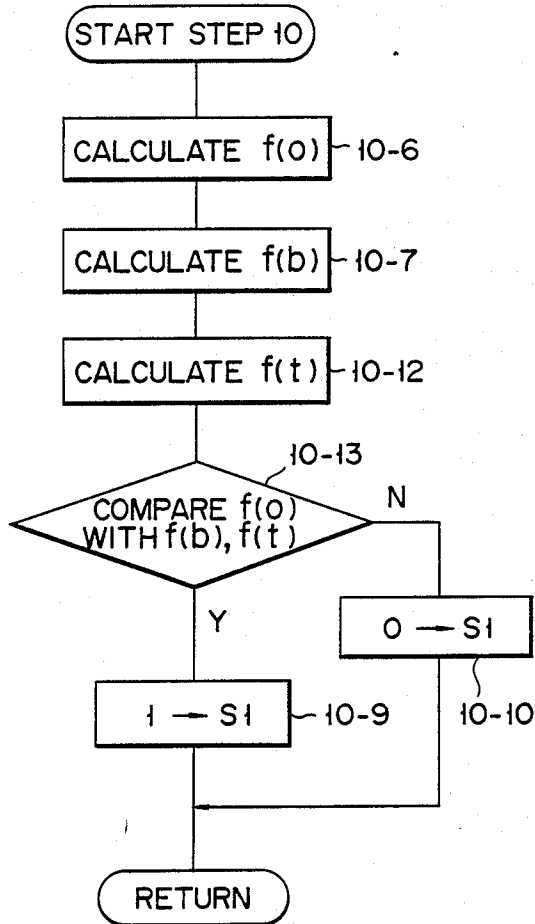 START STEP 10
CALCULATE f(o) 10-6
CALCULATE f(b) 10-7
CALCULATE f(t) 10-12
10-13
COMPARE f(o)
WITH f(b), f(t)
N
Y
0 → S1
1 → S1 10-9
10-10
RETURN